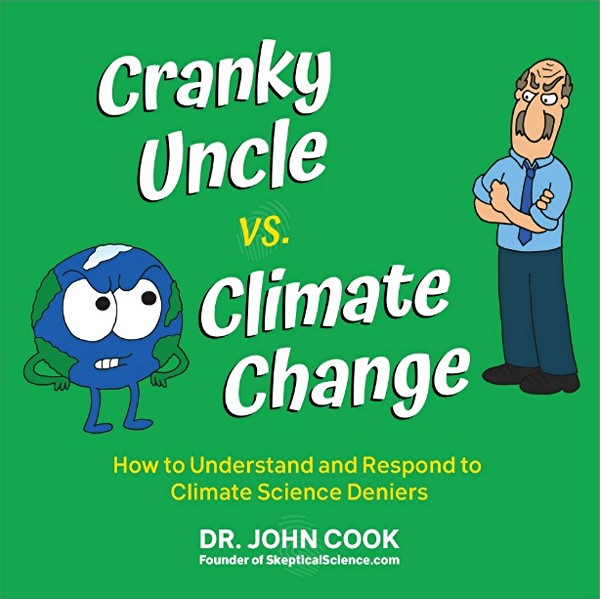 Cranky
Uncle
vs.
Climate
Change
How to Understand and Respond to
Climate Science Deniers
DR. JOHN COOK
Founder of SkepticalScience.com